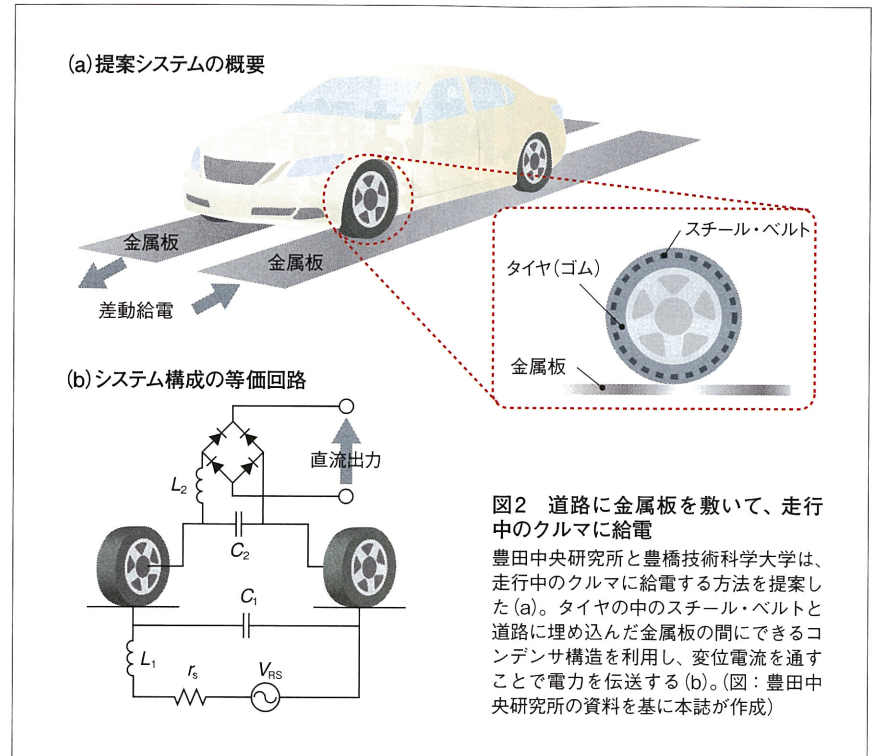 (a)提案システムの概要
金属板
金属板
差動給電
スチール・ベルト
タイヤ(ゴム)
金属板
(b)システム構成の等価回路
直流出力
L2
C2
C1
L1
rs
VRS
図2 道路に金属板を敷いて、走行
中のクルマに給電
豊田中央研究所と豊橋技術科学大学は、
走行中のクルマに給電する方法を提案し
た(a)。タイヤの中のスチール・ベルトと
道路に埋め込んだ金属板の間にできるコ
ンデンサ構造を利用し、変位電流を通す
ことで電力を伝送する(b)。(図：豊田中
央研究所の資料を基に本誌が作成)